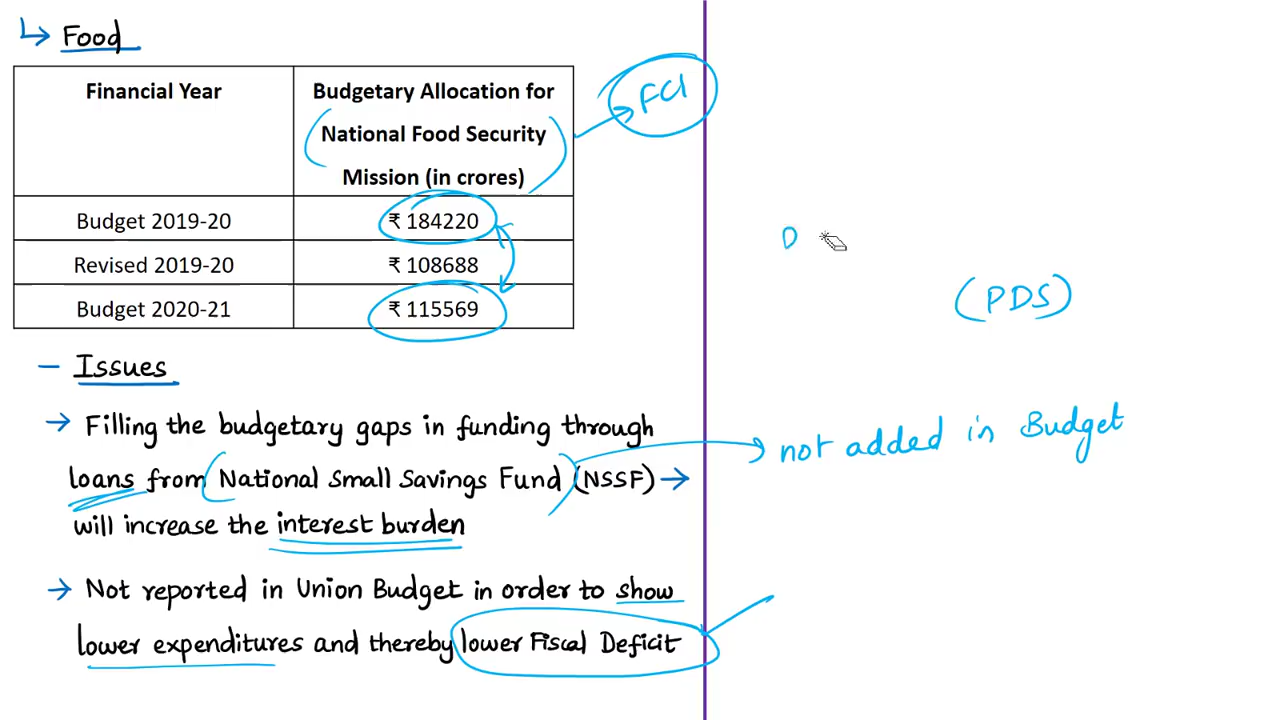 ↳ Food
Financial Year
Budgetary Allocation for
National Food Security
Mission (in crores)
FCI
Budget 2019-20
₹ 184220
Revised 2019-20
₹ 108688
Budget 2020-21
₹ 115569
D
(PDS)
– Issues
→ Filling the budgetary gaps in funding through
loans from National Small Savings Fund (NSSF) →
will increase the interest burden
not added in Budget
→ Not reported in Union Budget in order to show
lower expenditures and thereby lower Fiscal Deficit